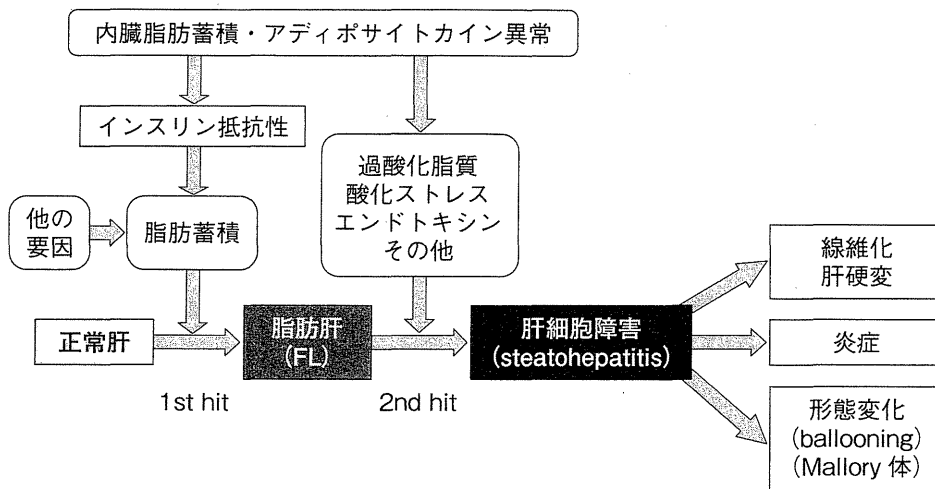 内臓脂肪蓄積・アディポサイトカイン異常
インスリン抵抗性
過酸化脂質
酸化ストレス
エンドトキシン
その他
他の
要因
脂肪蓄積
線維化
肝硬変
正常肝
脂肪肝
(FL)
肝細胞障害
(steatohepatitis)
炎症
1st hit
2nd hit
形態変化
(ballooning)
(Mallory 体)